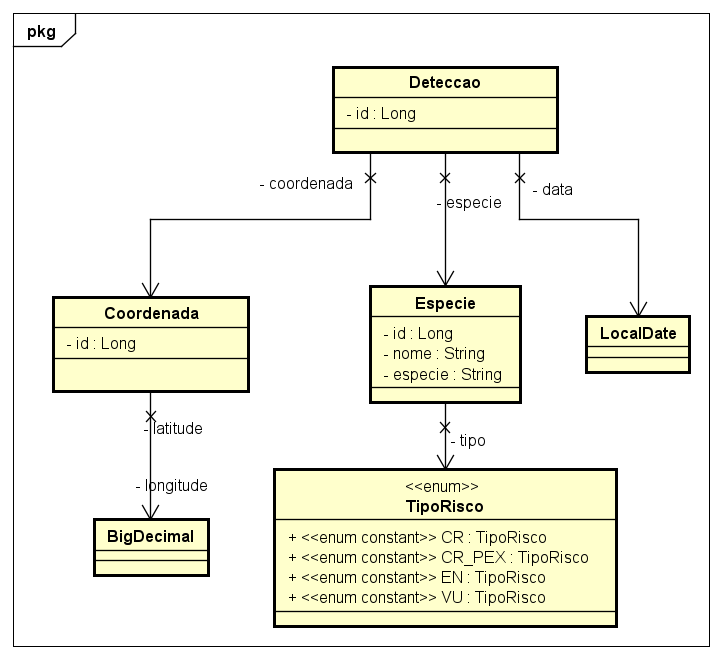 pkg
Deteccao
- id : Long
- coordenada
- especie
- data
Coordenada
- id : Long
Especie
- id : Long
- nome : String
- especie : String
LocalDate
- latitude
- longitude
- tipo
BigDecimal
<<enum>>
TipoRisco
+ <<enum constant>> CR : TipoRisco
+ <<enum constant>> CR_PEX : TipoRisco
+ <<enum constant>> EN : TipoRisco
+ <<enum constant>> VU : TipoRisco